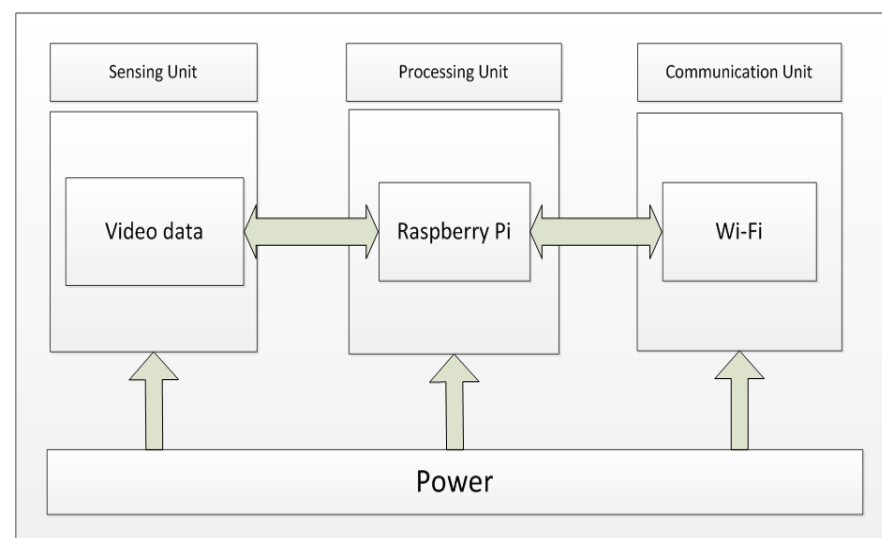 Sensing Unit
Processing Unit
Communication Unit
Video data
Raspberry Pi
Wi-Fi
Power